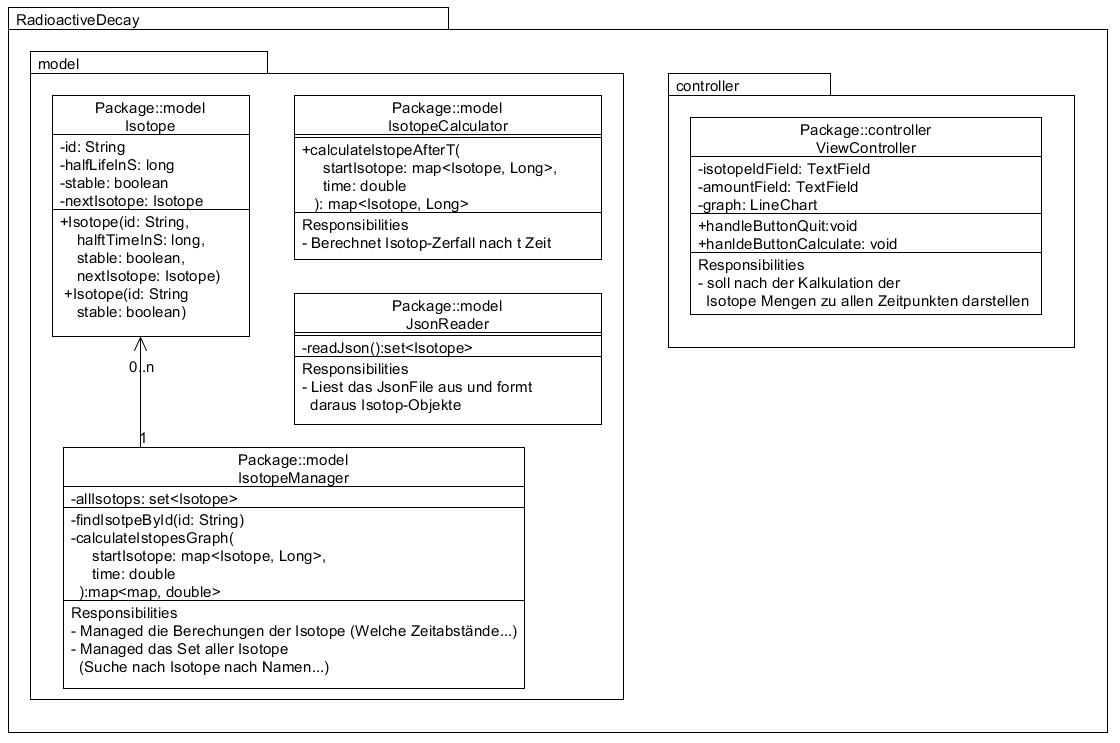 RadioactiveDecay
model
Package::model
Isotope
-id: String
-halfLifeInS: long
-stable: boolean
-nextIsotope: Isotope
+Isotope(id: String,
halftTimeInS: long,
stable: boolean,
nextIsotope: Isotope)
+Isotope(id: String
stable: boolean)
Package::model
IsotopeCalculator
+calculateIstopeAfterT(
startIsotope: map<Isotope, Long>,
time: double
): map<Isotope, Long>
Responsibilities
- Berechnet Isotop-Zerfall nach t Zeit
Package::model
JsonReader
-readJson():set<Isotope>
Responsibilities
- Liest das JsonFile aus und formt
daraus Isotop-Objekte
0..n
1
Package::model
IsotopeManager
-allIsotops: set<Isotope>
-findIsotpeById(id: String)
-calculateIstopesGraph(
startIsotope: map<Isotope, Long>,
time: double
):map<map, double>
Responsibilities
- Managed die Berechungen der Isotope (Welche Zeitabstände...)
- Managed das Set aller Isotope
(Suche nach Isotope nach Namen...)
controller
Package::controller
ViewController
-isotopeIdField: TextField
-amountField: TextField
-graph: LineChart
+handleButtonQuit:void
+hanldeButtonCalculate: void
Responsibilities
- soll nach der Kalkulation der
Isotope Mengen zu allen Zeitpunkten darstellen